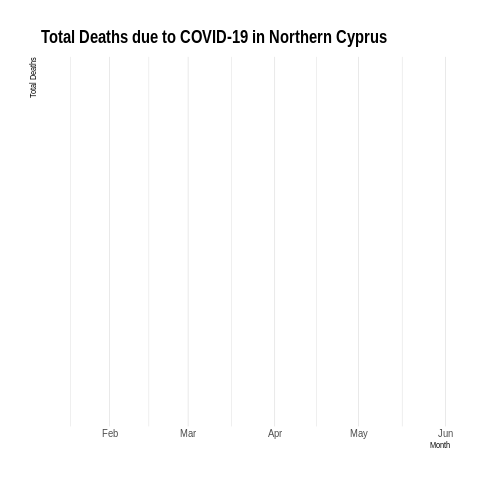 Total Deaths due to COVID-19 in Northern Cyprus
Total Deaths
Feb Mar Apr May Jun
Month